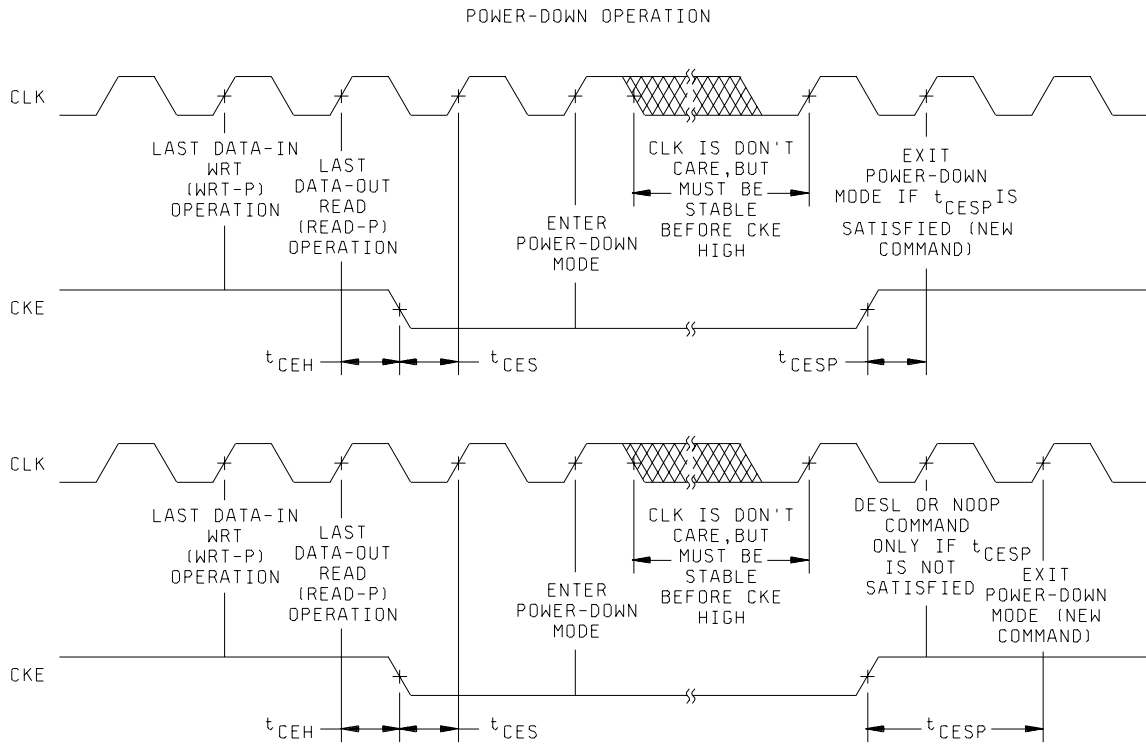 POWER-DOWN OPERATION
CLK
LAST DATA-IN
WRT
(WRT-P)
OPERATION
LAST
DATA-OUT
READ
(READ-P)
OPERATION
ENTER
POWER-DOWN
MODE
CLK IS DON'T
CARE,BUT
MUST BE
STABLE
BEFORE CKE
HIGH
EXIT
POWER-DOWN
MODE IF tCESP IS
SATISFIED (NEW
COMMAND)
CKE
tCEH
tCES
tCESP
CLK
LAST DATA-IN
WRT
(WRT-P)
OPERATION
LAST
DATA-OUT
READ
(READ-P)
OPERATION
ENTER
POWER-DOWN
MODE
CLK IS DON'T
CARE,BUT
MUST BE
STABLE
BEFORE CKE
HIGH
DESL OR NOOP
COMMAND
ONLY IF tCESP
IS NOT
SATISFIED
EXIT
POWER-DOWN
MODE (NEW
COMMAND)
CKE
tCEH
tCES
tCESP